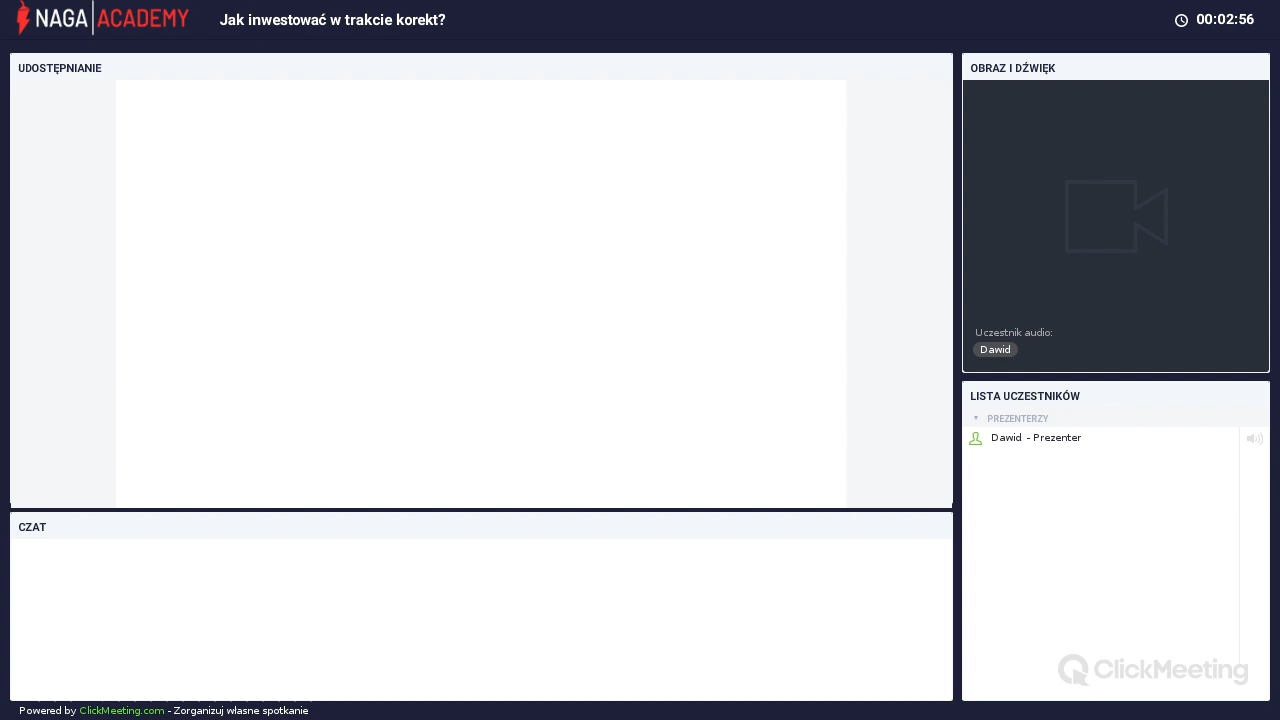 NAGA|ACADEMY
Jak inwestować w trakcie korekt?
00:02:56
UDOSTĘPNIANIE
OBRAZ I DŹWIĘK
Uczestnik audio:
Dawid
LISTA UCZESTNIKÓW
PREZENTERZY
Dawid - Prezenter
CZAT
ClickMeeting
Powered by ClickMeeting.com - Zorganizuj własne spotkanie